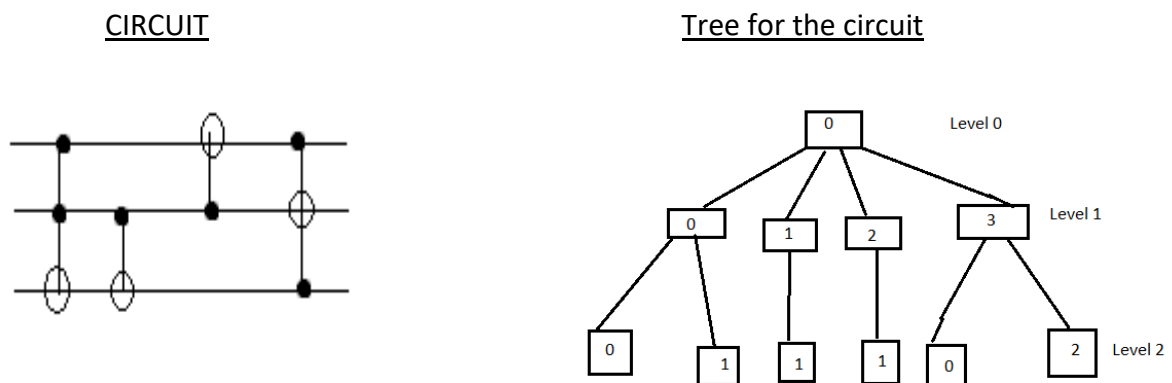 CIRCUIT
Tree for the circuit
0 Level 0
0 1 2 3 Level 1
0 1 1 1 0 2 Level 2